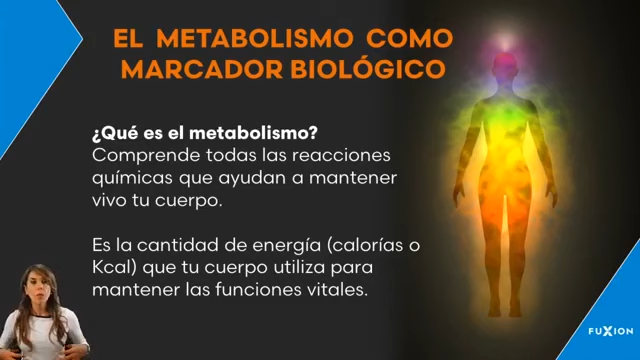 EL METABOLISMO COMO
MARCADOR BIOLÓGICO
¿Qué es el metabolismo?
Comprende todas las reacciones
químicas que ayudan a mantener
vivo tu cuerpo.
Es la cantidad de energía (calorías o
Kcal) que tu cuerpo utiliza para
mantener las funciones vitales.
FUXION